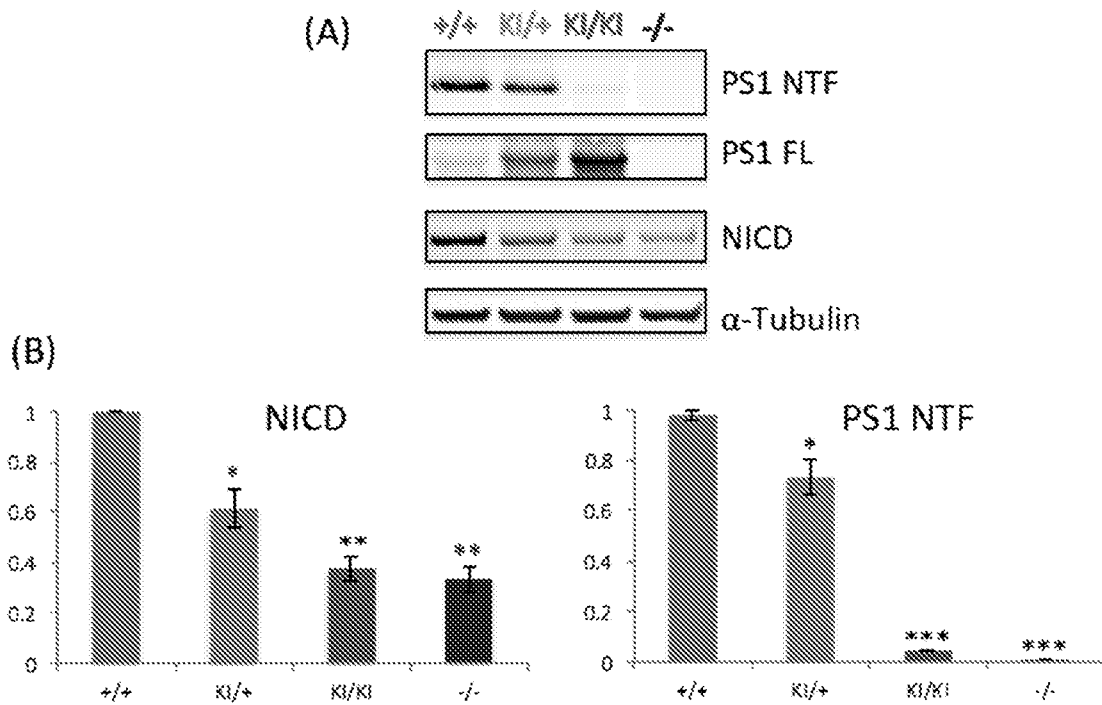 (A)
+/+ KI/+ KI/KI -/-
PS1 NTF
PS1 FL
NICD
α-Tubulin
(B)
NICD
1
0.8
0.6
0.4
0.2
0
*
**
**
+/+ KI/+ KI/KI -/-
PS1 NTF
1
0.8
0.6
0.4
0.2
0
*
***
***
+/+ KI/+ KI/KI -/-